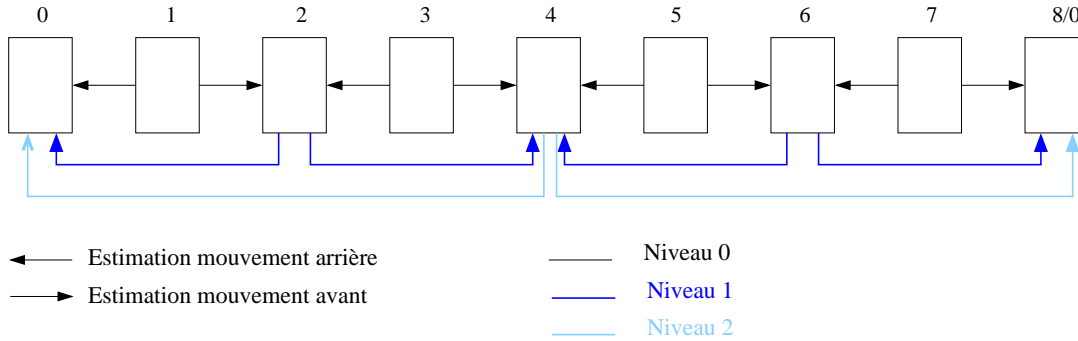 0 1 2 3 4 5 6 7 8/0
Estimation mouvement arrière
Estimation mouvement avant
Niveau 0
Niveau 1
Niveau 2